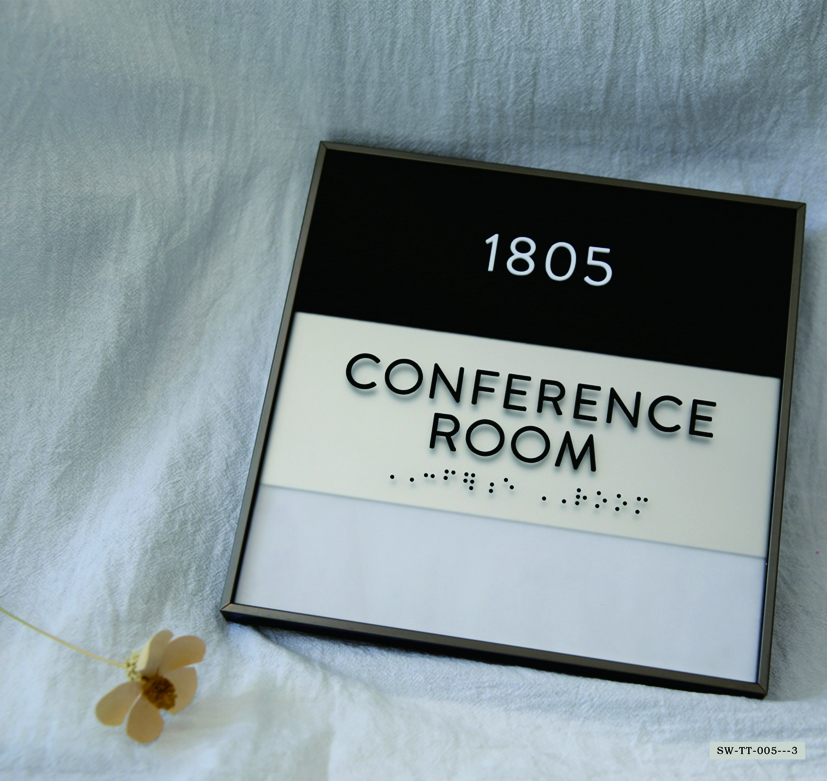 1805
CONFERENCE
ROOM
SW-TT-005---3